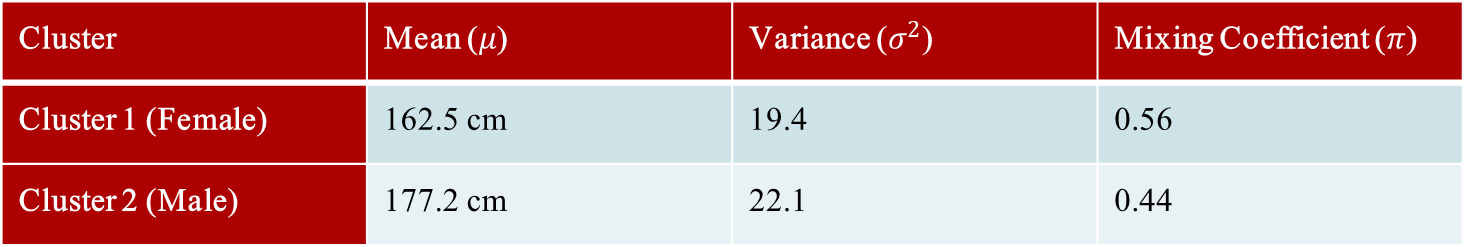 Cluster Mean (μ) Variance (σ²) Mixing Coefficient (π)
Cluster 1 (Female) 162.5 cm 19.4 0.56
Cluster 2 (Male) 177.2 cm 22.1 0.44